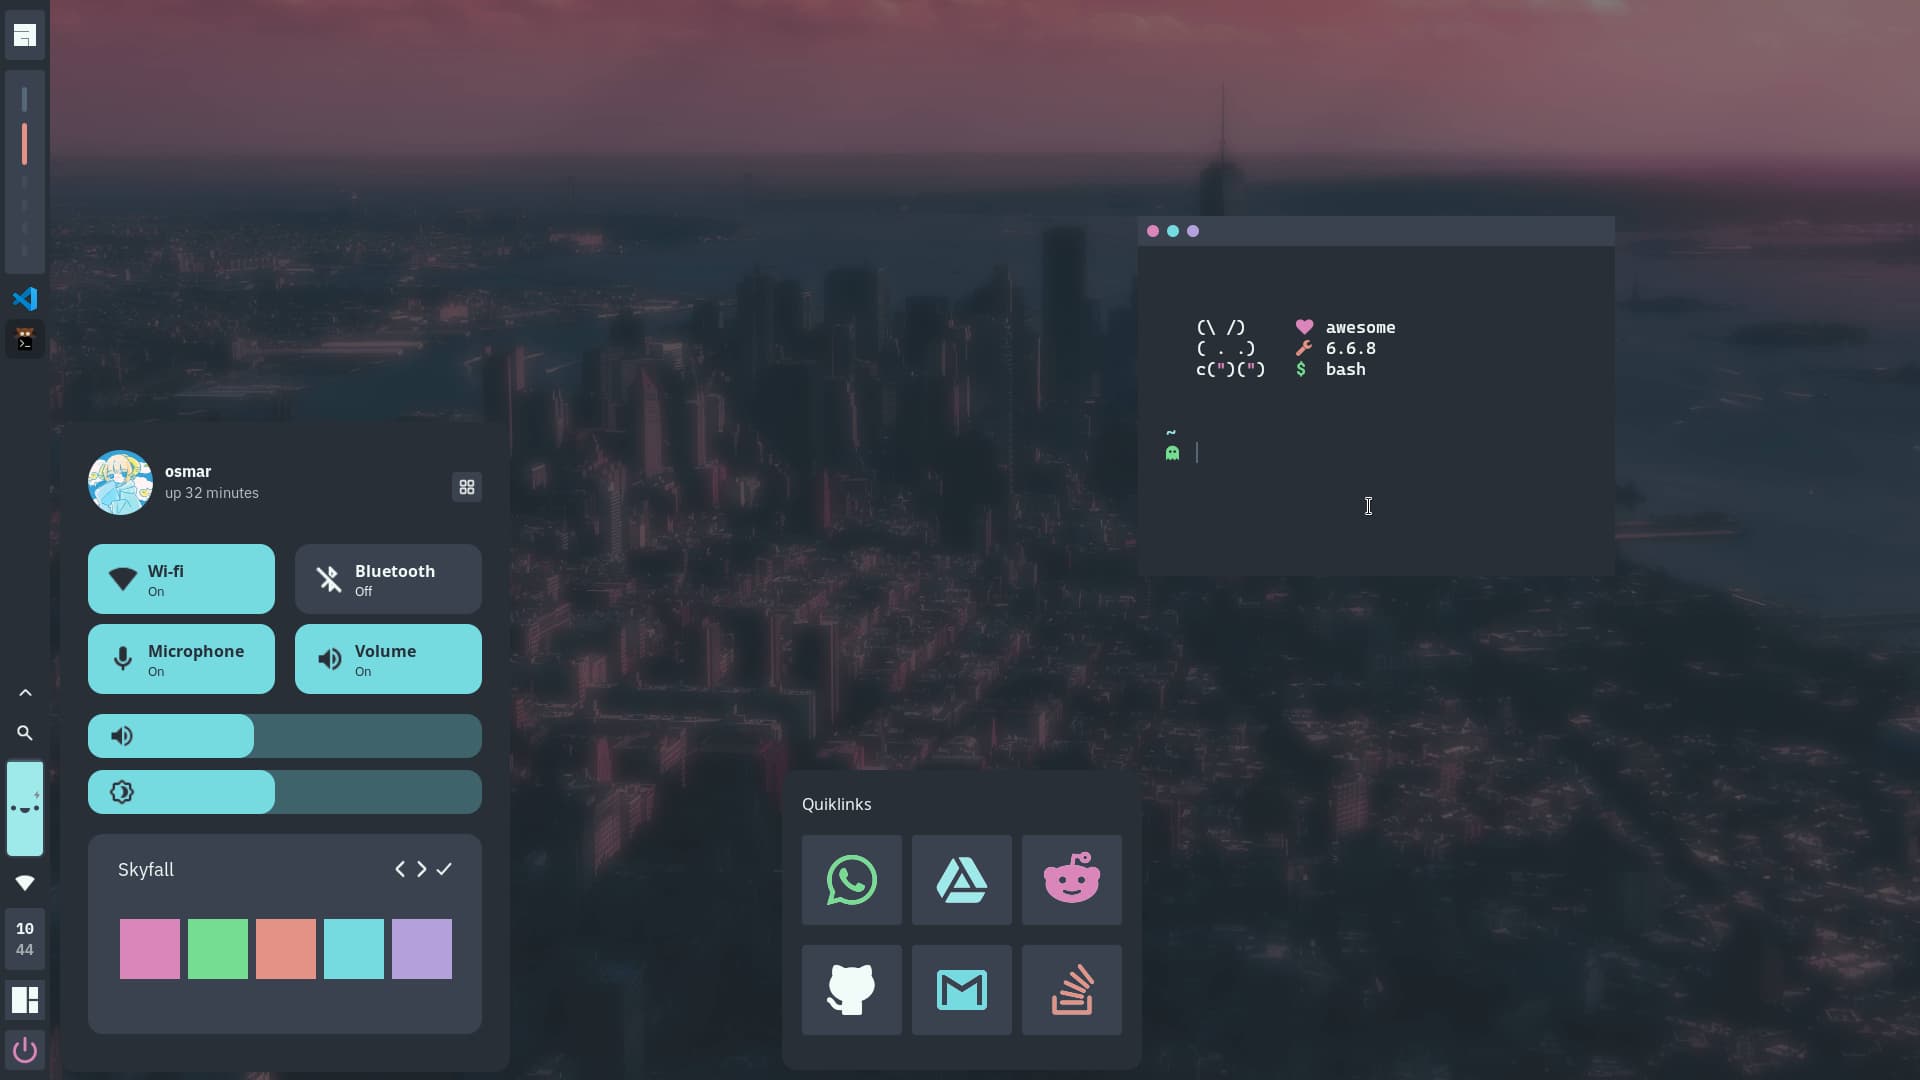 osmar
up 32 minutes
Wi-fi
On
Bluetooth
Off
Microphone
On
Volume
On
Skyfall
10
44
(\ /)
( . .)
c(")(")
awesome
6.6.8
$ bash
~
Quiklinks